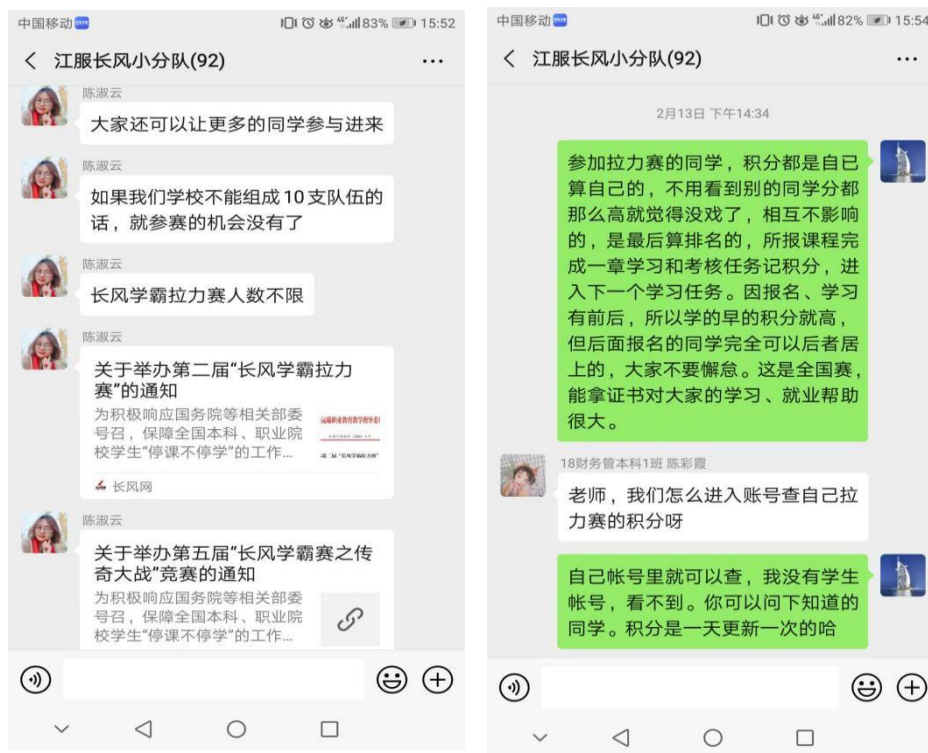 中国移动 46 83% 15:52
江服长风小分队(92)
陈淑云
大家还可以让更多的同学参与进来
陈淑云
如果我们学校不能组成10支队伍的
话，就参赛的机会没有了
陈淑云
长风学霸拉力赛人数不限
陈淑云
关于举办第二届“长风学霸拉力
赛”的通知
为积极响应国务院等相关部委
号召，保障全国本科、职业院
校学生“停课不停学”的工作...
长风网
陈淑云
关于举办第五届“长风学霸赛之传
奇大战”竞赛的通知
为积极响应国务院等相关部委
号召，保障全国本科、职业院
校学生“停课不停学”的工作...
中国移动 46 82% 15:54
江服长风小分队(92)
2月13日 下午14:34
参加拉力赛的同学，积分都是自已
算自己的，不用看到别的同学分都
那么高就觉得没戏了，相互不影响
的，是最后算排名的，所报课程完
成一章学习和考核任务记积分，进
入下一个学习任务。因报名、学习
有前后，所以学的早的积分就高，
但后面报名的同学完全可以后者居
上的，大家不要懈怠。这是全国赛，
能拿证书对大家的学习、就业帮助
很大。
18财务管本科1班 陈彩霞
老师，我们怎么进入账号查自己拉
力赛的积分呀
自己帐号里就可以查，我没有学生
帐号，看不到。你可以问下知道的
同学。积分是一天更新一次的哈